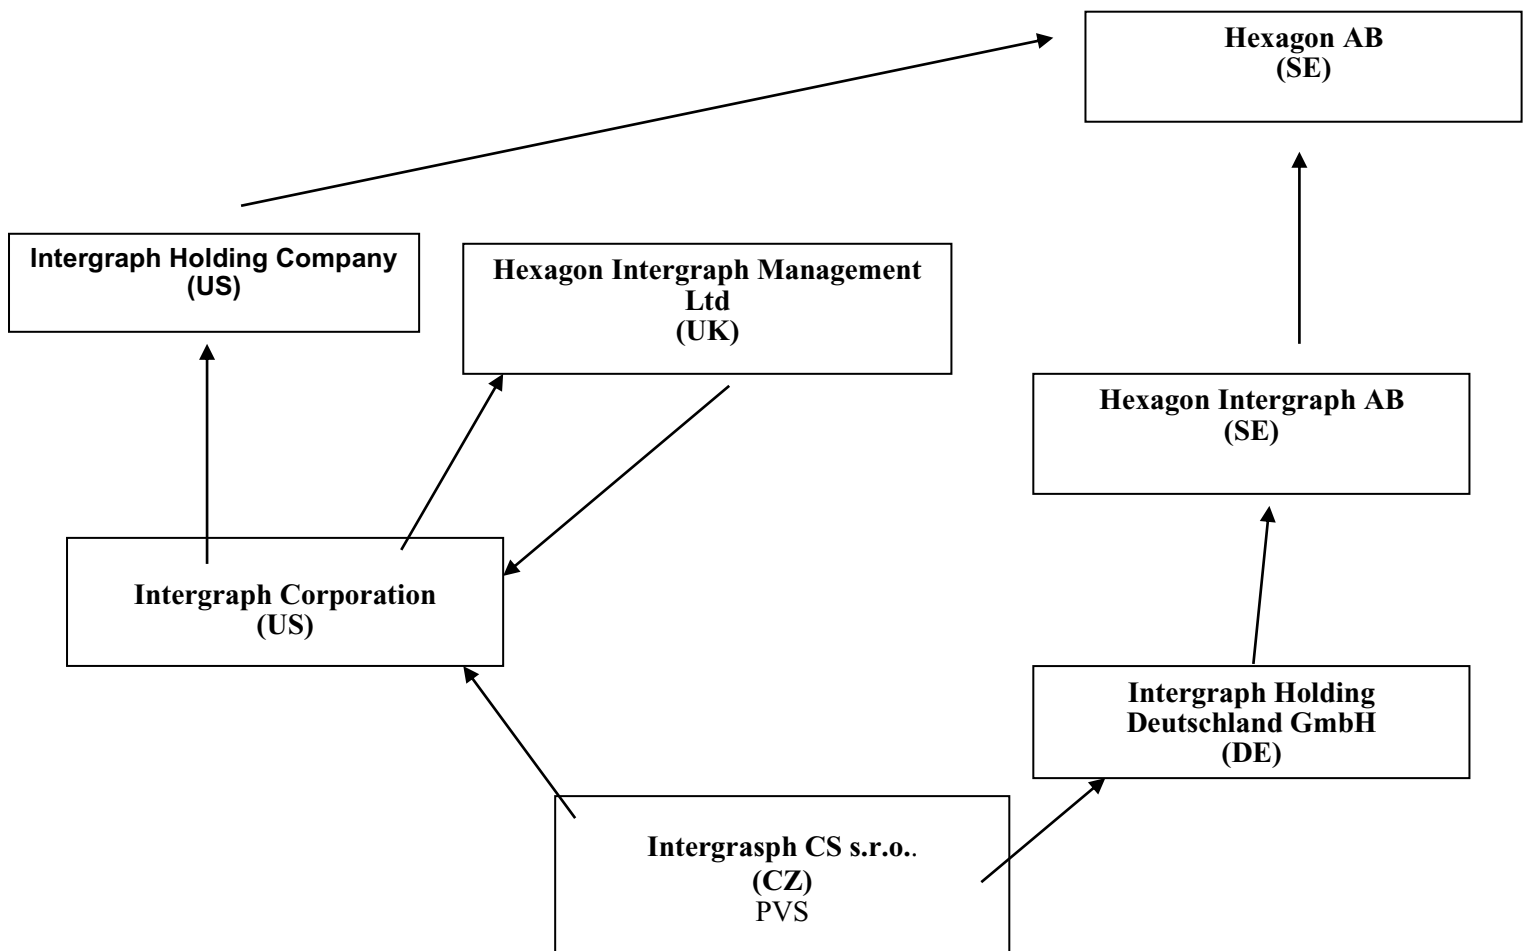 Hexagon AB
(SE)
Intergraph Holding Company
(US)
Hexagon Intergraph Management
Ltd
(UK)
Hexagon Intergraph AB
(SE)
Intergraph Corporation
(US)
Intergraph Holding
Deutschland GmbH
(DE)
Intergrasph CS s.r.o..
(CZ)
PVS